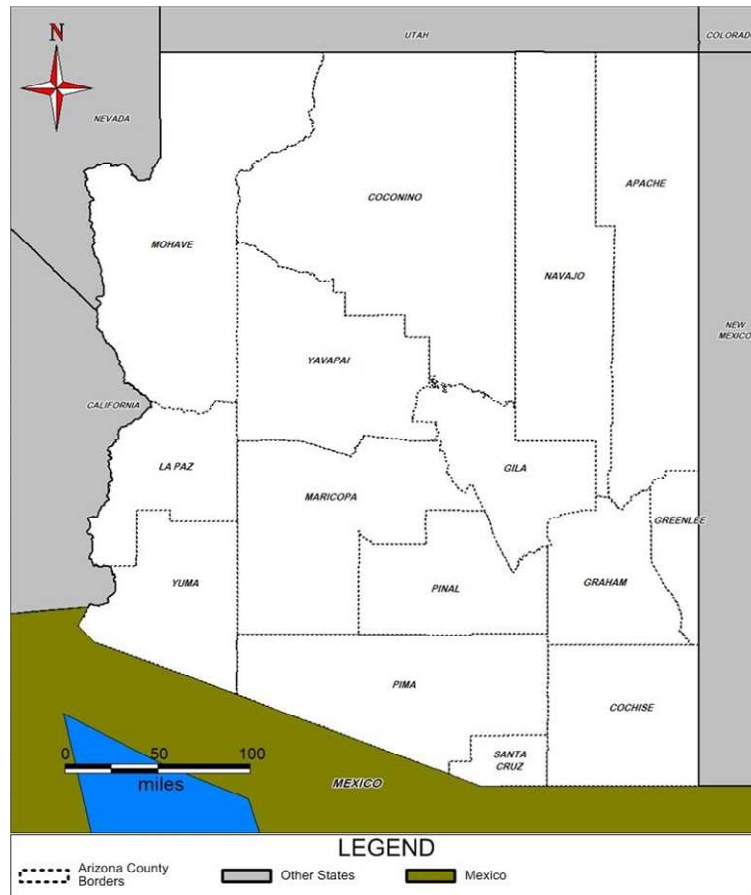 N
UTAH
COLORADO
NEVADA
APACHE
COCONINO
MOHAVE
NAVAJO
NEW
MEXICO
YAVAPAI
CALIFORNIA
LA PAZ
GILA
MARICOPA
GREENLEE
YUMA
PINAL
GRAHAM
PIMA
COCHISE
SANTA
CRUZ
0 50 100
miles
MEXICO
LEGEND
Arizona County
Borders
Other States
Mexico